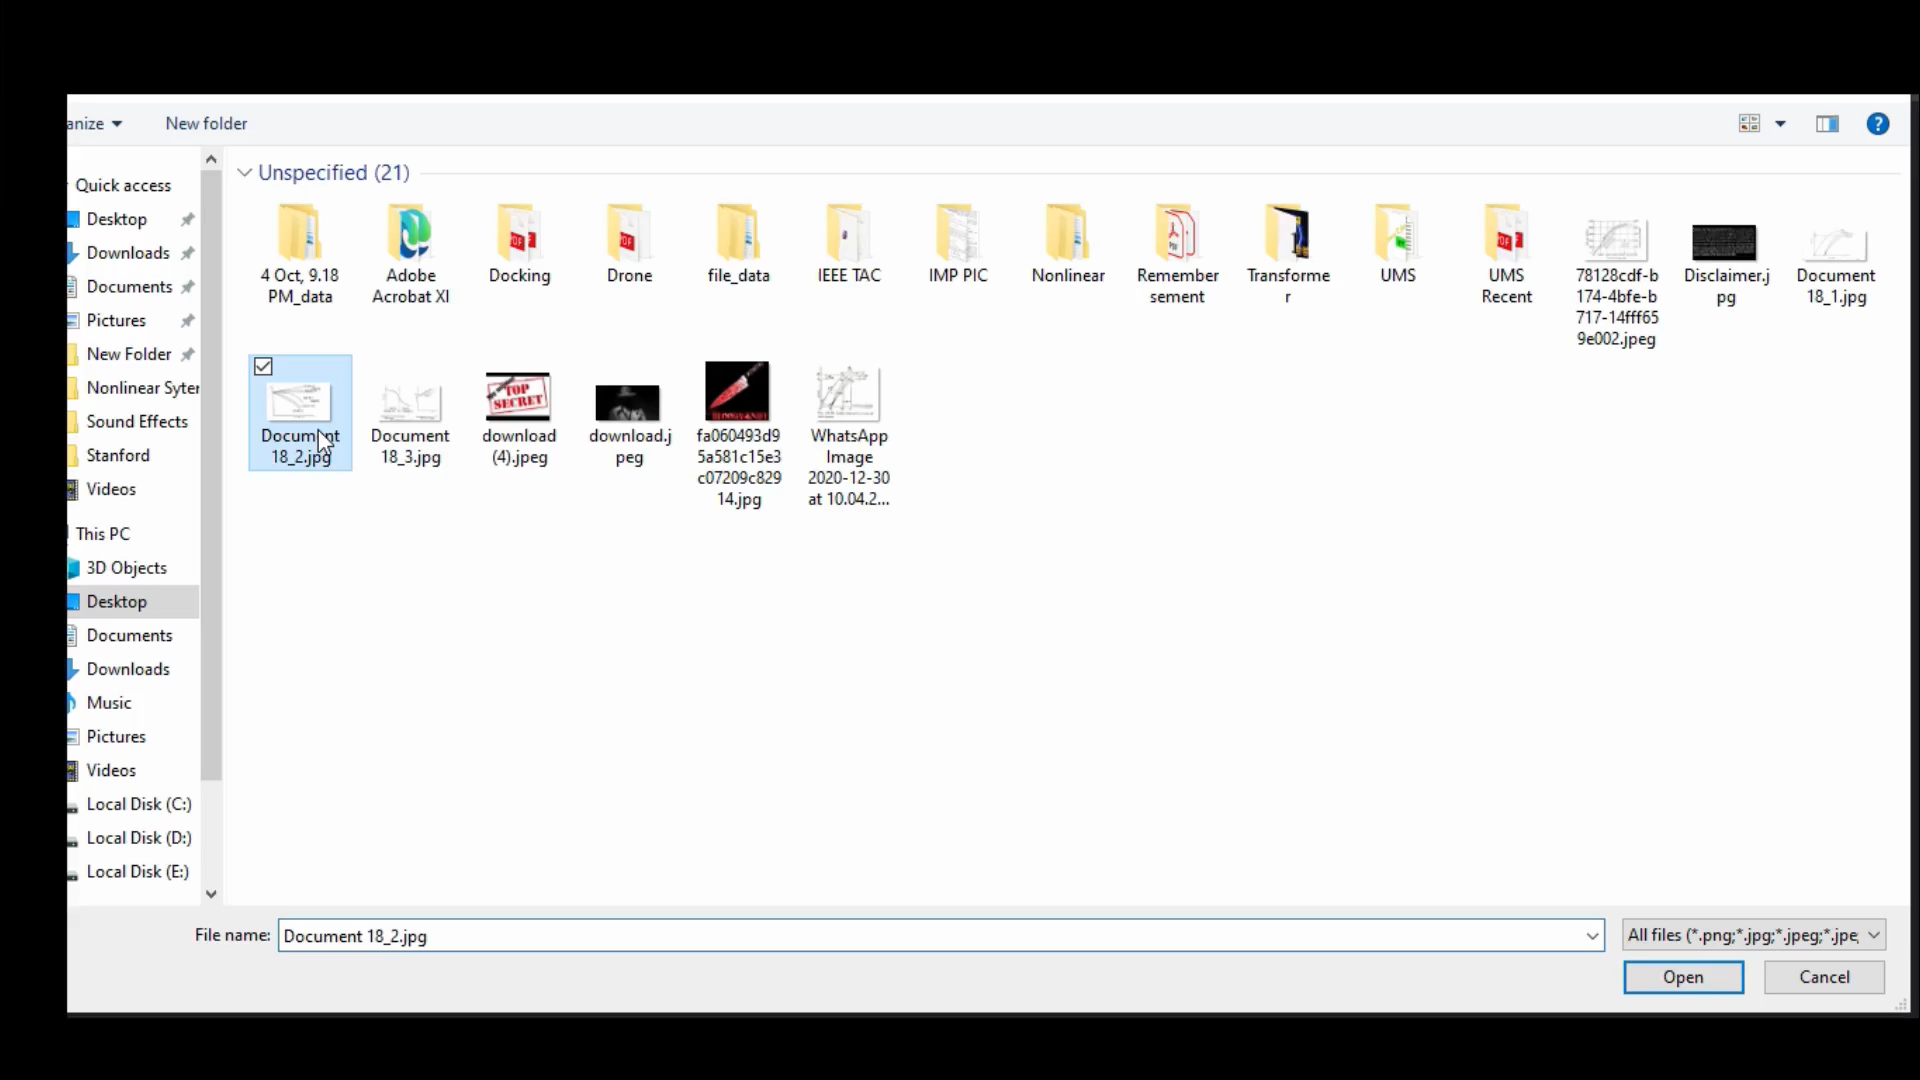 anize
New folder
?
Quick access
Desktop
Downloads
Documents
Pictures
New Folder
Nonlinear Syter
Sound Effects
Stanford
Videos
This PC
3D Objects
Desktop
Documents
Downloads
Music
Pictures
Videos
Local Disk (C:)
Local Disk (D:)
Local Disk (E:)
Unspecified (21)
4 Oct, 9.18
PM_data
Adobe
Acrobat XI
Docking
Drone
file_data
IEEE TAC
IMP PIC
Nonlinear
Remember
sement
Transforme
r
UMS
UMS
Recent
78128cdf-b
174-4bfe-b
717-14fff65
9e002.jpeg
Disclaimer.j
pg
Document
18_1.jpg
Document
18_2.jpg
Document
18_3.jpg
TOP
SECRET
download
(4).jpeg
download.j
peg
fa060493d9
5a581c15e3
c07209c829
14.jpg
WhatsApp
Image
2020-12-30
at 10.04.2...
File name:
Document 18_2.jpg
All files (*.png;*.jpg;*.jpeg;*.jpe
Open
Cancel